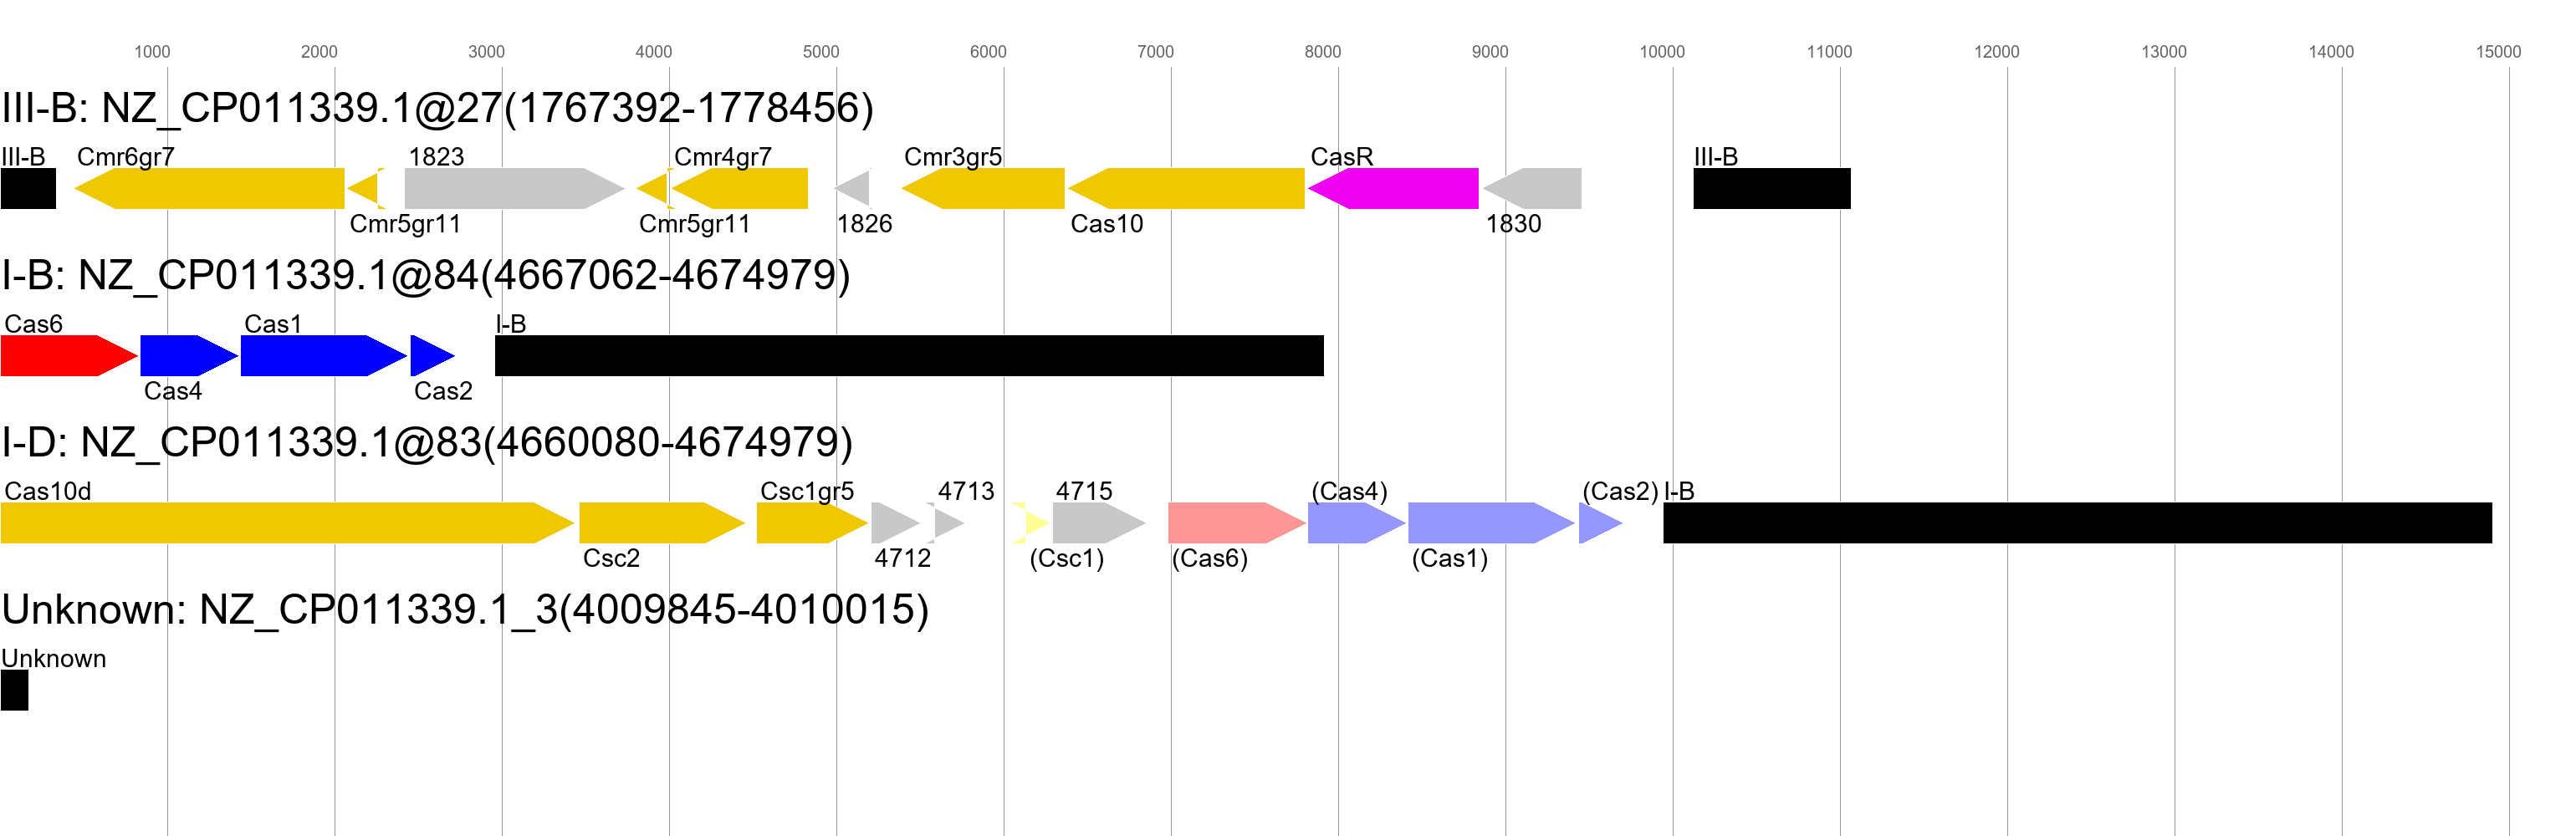 1000 2000 3000 4000 5000 6000 7000 8000 9000 10000 11000 12000 13000 14000 15000
III-B: NZ_CP011339.1@27(1767392-1778456)
III-B Cmr6gr7 1823 Cmr4gr7 Cmr3gr5 CasR III-B
Cmr5gr11 Cmr5gr11 1826 Cas10 1830
I-B: NZ_CP011339.1@84(4667062-4674979)
Cas6 Cas1 I-B
Cas4 Cas2
I-D: NZ_CP011339.1@83(4660080-4674979)
Cas10d Csc1gr5 4713 4715 (Cas4) (Cas2) I-B
Csc2 4712 (Csc1) (Cas6) (Cas1)
Unknown: NZ_CP011339.1_3(4009845-4010015)
Unknown